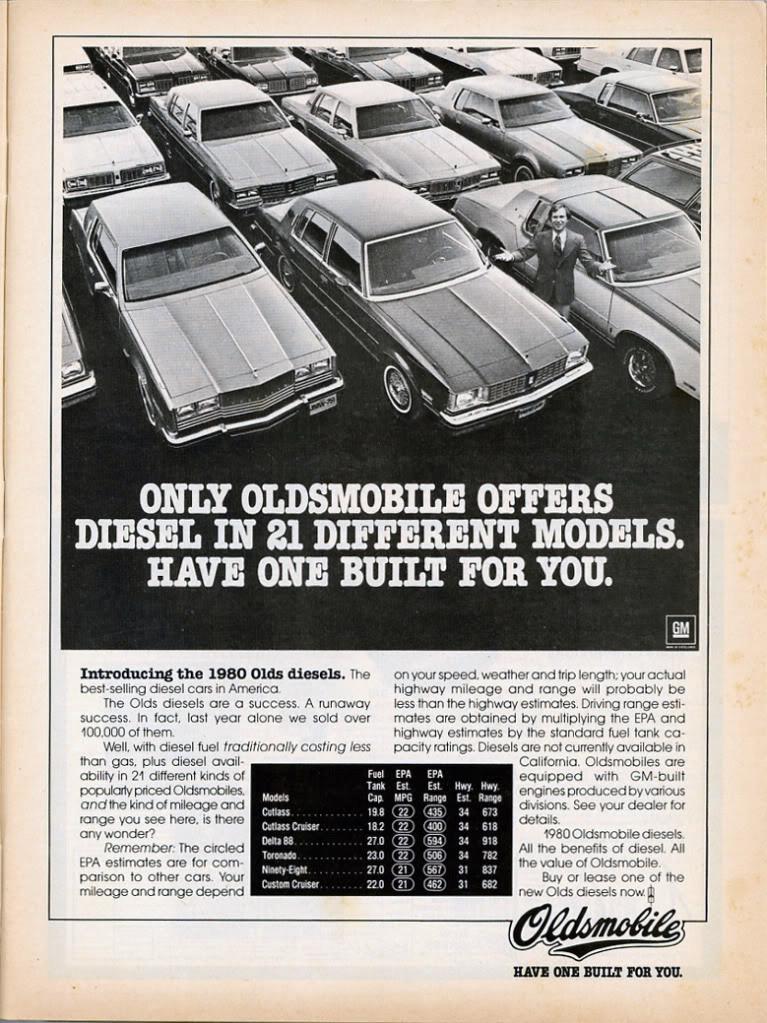 ONLY OLDSMOBILE OFFERS
DIESEL IN 21 DIFFERENT MODELS.
HAVE ONE BUILT FOR YOU.
GM
Introducing the 1980 Olds diesels. The
best-selling diesel cars in America.
The Olds diesels are a success. A runaway
success. In fact, last year alone we sold over
100,000 of them.
Well, with diesel fuel traditionally costing less
than gas, plus diesel avail-
ability in 21 different kinds of
popularly priced Oldsmobiles,
and the kind of mileage and
range you see here, is there
any wonder?
Remember: The circled
EPA estimates are for com-
parison to other cars. Your
mileage and range depend
Models Fuel Tank Cap. EPA Est. MPG EPA Est. Range Hwy. Est. Hwy. Range
Cutlass 19.8 22 435 34 673
Cutlass Cruiser 18.2 22 400 34 618
Delta 88 27.0 22 594 34 918
Toronado 23.0 22 506 34 782
Ninety-Eight 27.0 21 567 31 837
Custom Cruiser 22.0 21 462 31 682
on your speed, weather and trip length; your actual
highway mileage and range will probably be
less than the highway estimates. Driving range esti-
mates are obtained by multiplying the EPA and
highway estimates by the standard fuel tank ca-
pacity ratings. Diesels are not currently available in
California. Oldsmobiles are
equipped with GM-built
engines produced by various
divisions. See your dealer for
details.
1980 Oldsmobile diesels.
All the benefits of diesel. All
the value of Oldsmobile.
Buy or lease one of the
new Olds diesels now.
Oldsmobile
HAVE ONE BUILT FOR YOU.